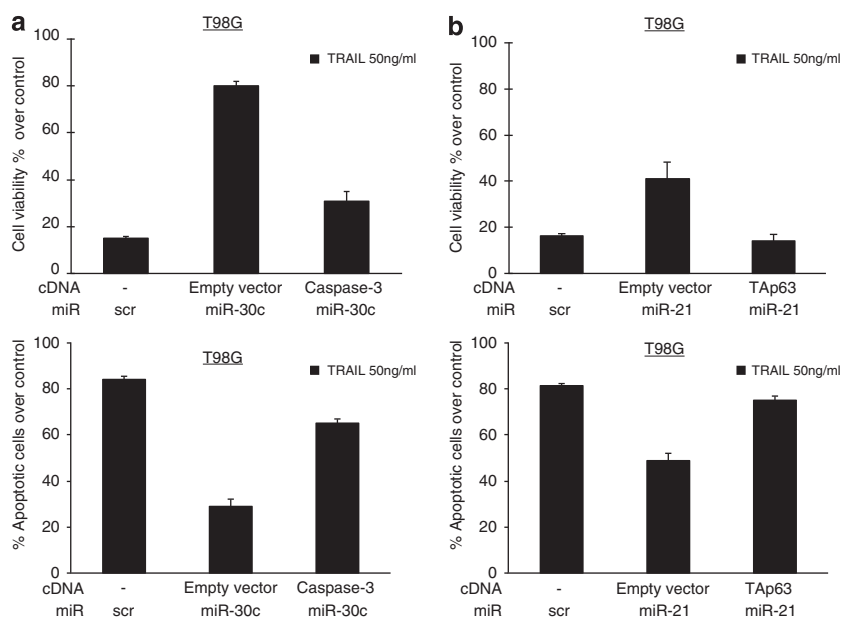 a
T98G
TRAIL 50ng/ml
Cell viability % over control
100
80
60
40
20
0
cDNA - Empty vector Caspase-3
miR scr miR-30c miR-30c
T98G
TRAIL 50ng/ml
% Apoptotic cells over control
100
80
60
40
20
0
cDNA - Empty vector Caspase-3
miR scr miR-30c miR-30c
b
T98G
TRAIL 50ng/ml
Cell viability % over control
100
80
60
40
20
0
cDNA - Empty vector TAp63
miR scr miR-21 miR-21
T98G
TRAIL 50ng/ml
% Apoptotic cells over control
100
80
60
40
20
0
cDNA - Empty vector TAp63
miR scr miR-21 miR-21